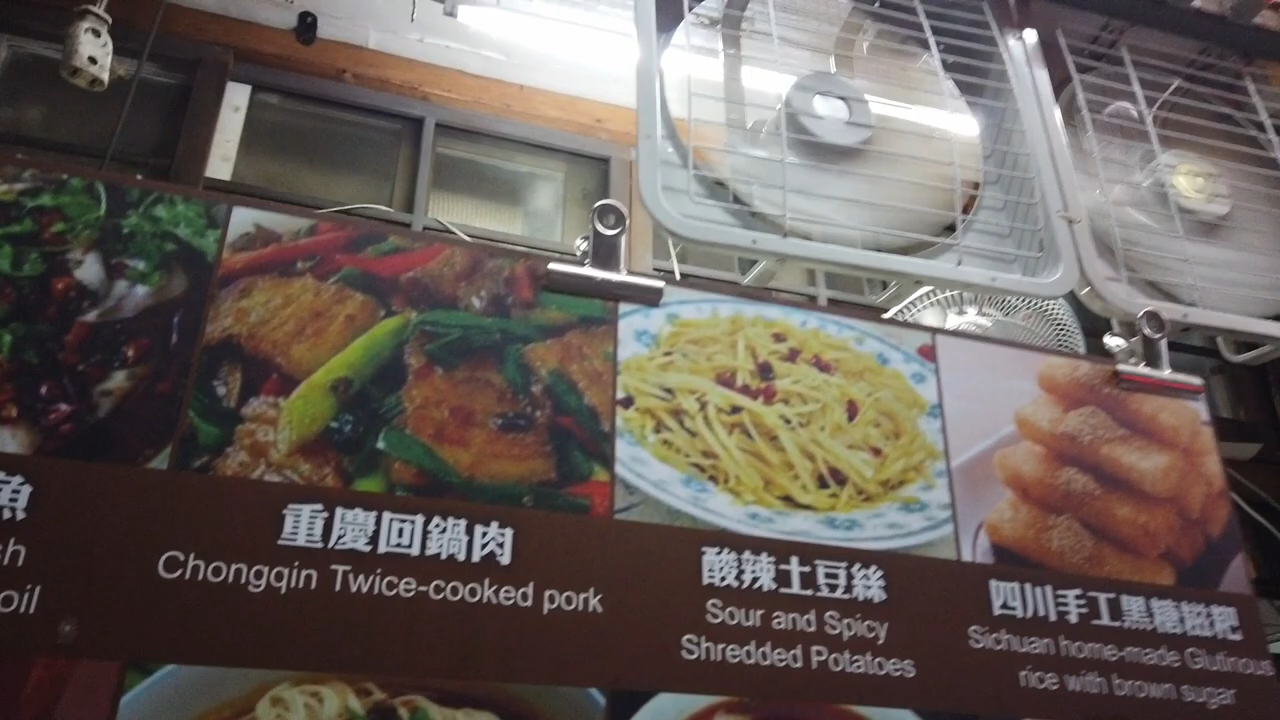 魚
sh
oil
重慶回鍋肉
Chongqin Twice-cooked pork
酸辣土豆絲
Sour and Spicy
Shredded Potatoes
四川手工黑糖糍粑
Sichuan home-made Glutinous
rice with brown sugar